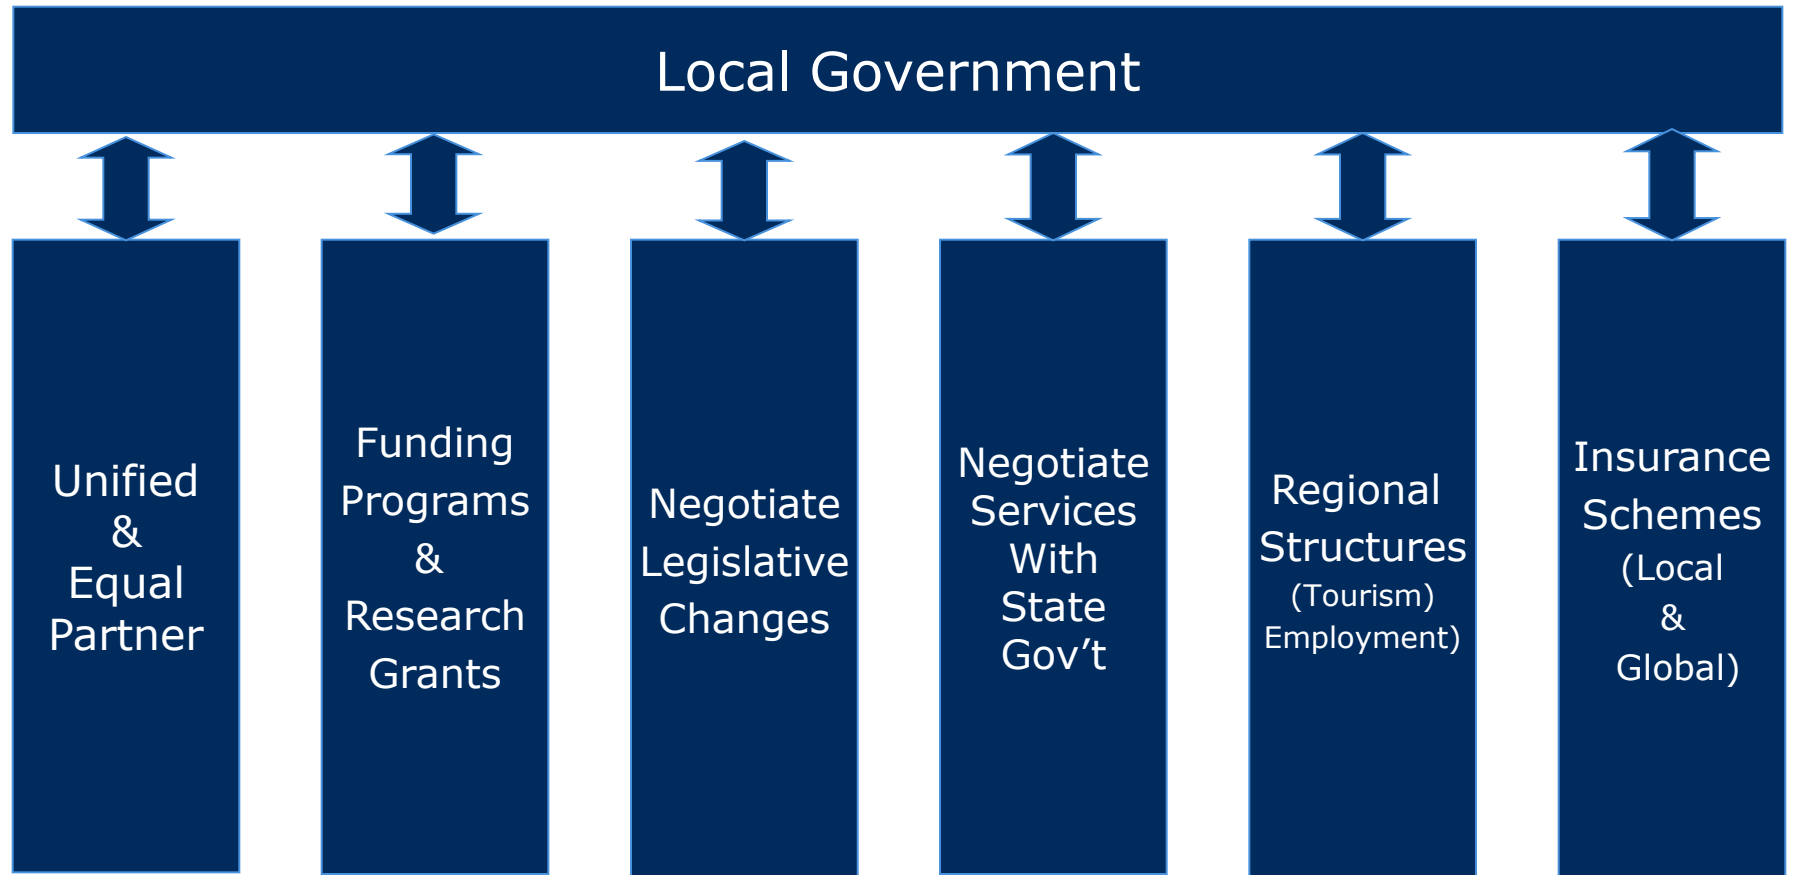 Local Government
Unified
&
Equal
Partner
Funding
Programs
&
Research
Grants
Negotiate
Legislative
Changes
Negotiate
Services
With
State
Gov’t
Regional
Structures
(Tourism)
Employment)
Insurance
Schemes
(Local
&
Global)